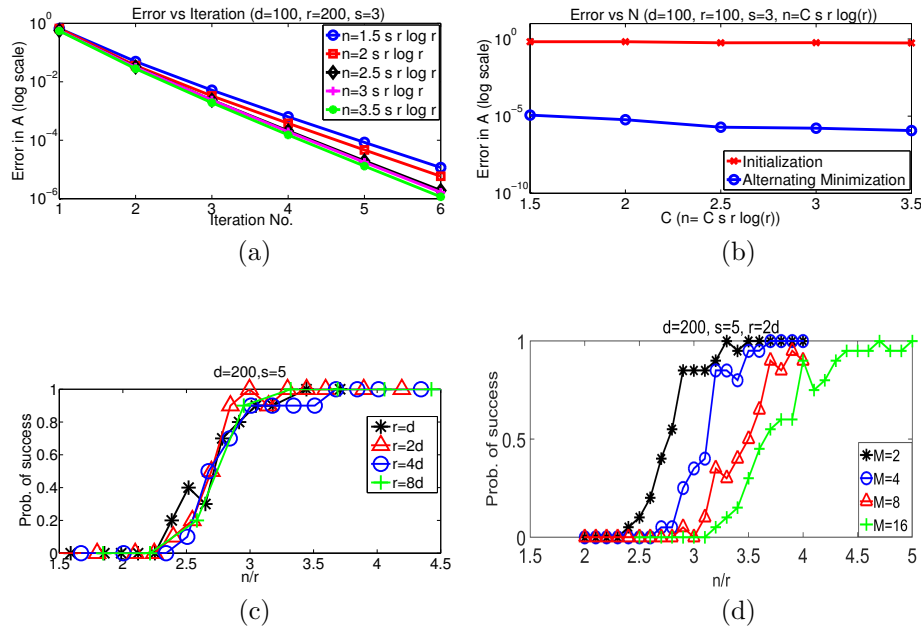 Error vs Iteration (d=100, r=200, s=3)
Error in A (log scale)
10^0
10^-2
10^-4
10^-6
1 2 3 4 5 6
Iteration No.
n=1.5 s r log r
n=2 s r log r
n=2.5 s r log r
n=3 s r log r
n=3.5 s r log r
(a)
Error vs N (d=100, r=100, s=3, n=C s r log(r))
Error in A (log scale)
10^0
10^-5
10^-10
1.5 2 2.5 3 3.5
C (n= C s r log(r))
Initialization
Alternating Minimization
(b)
d=200,s=5
Prob. of success
1
0.8
0.6
0.4
0.2
0
1.5 2 2.5 3 3.5 4 4.5
n/r
r=d
r=2d
r=4d
r=8d
(c)
d=200, s=5, r=2d
Prob. of success
1
0.5
0
1.5 2 2.5 3 3.5 4 4.5 5
n/r
M=2
M=4
M=8
M=16
(d)